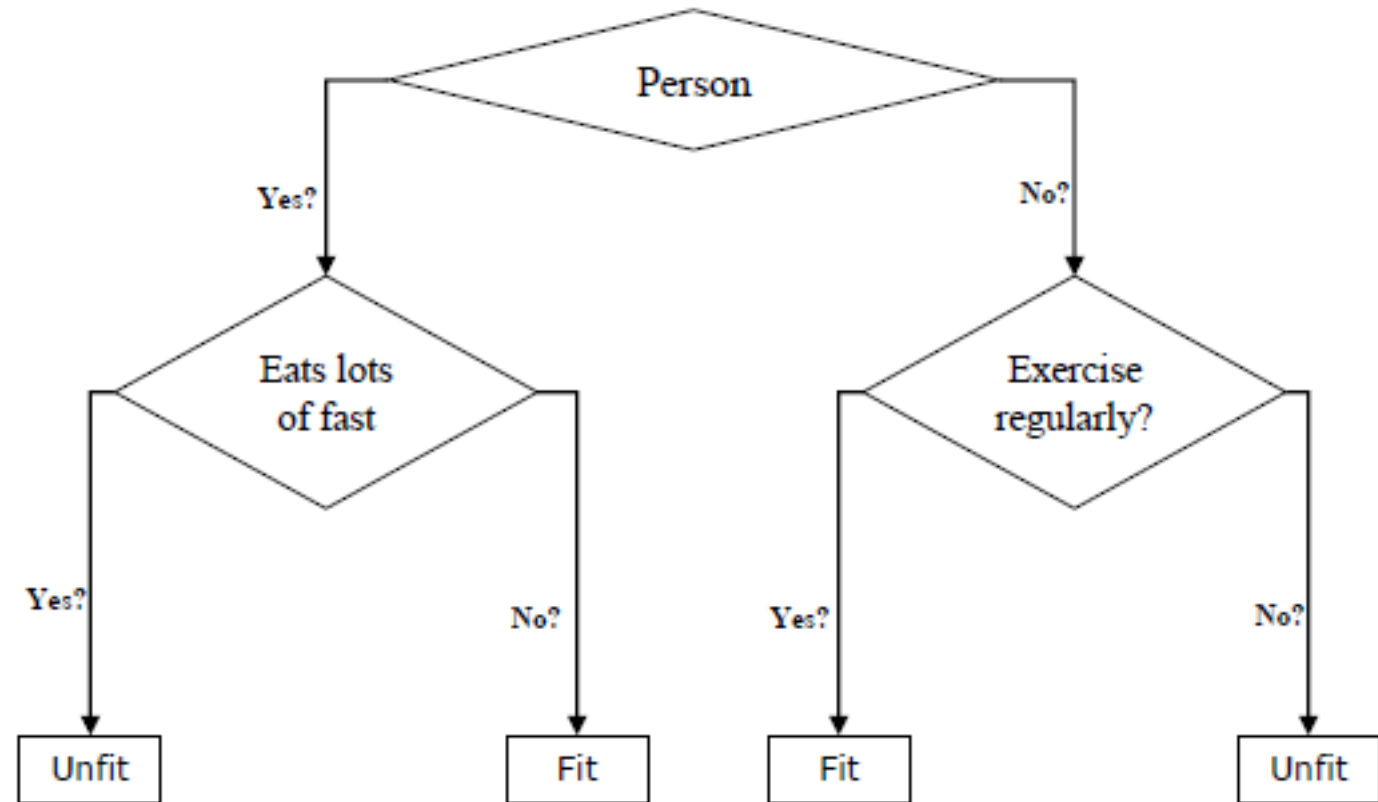 Person
Yes?
No?
Eats lots
of fast
Exercise
regularly?
Yes?
No?
Yes?
No?
Unfit
Fit
Fit
Unfit